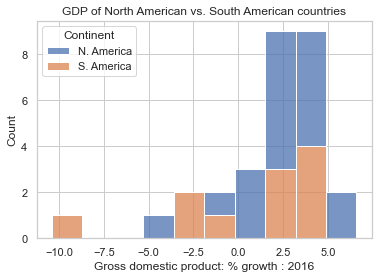 GDP of North American vs. South American countries
Continent
N. America
S. America
8
6
4
2
0
Count
−10.0 −7.5 −5.0 −2.5 0.0 2.5 5.0
Gross domestic product: % growth : 2016